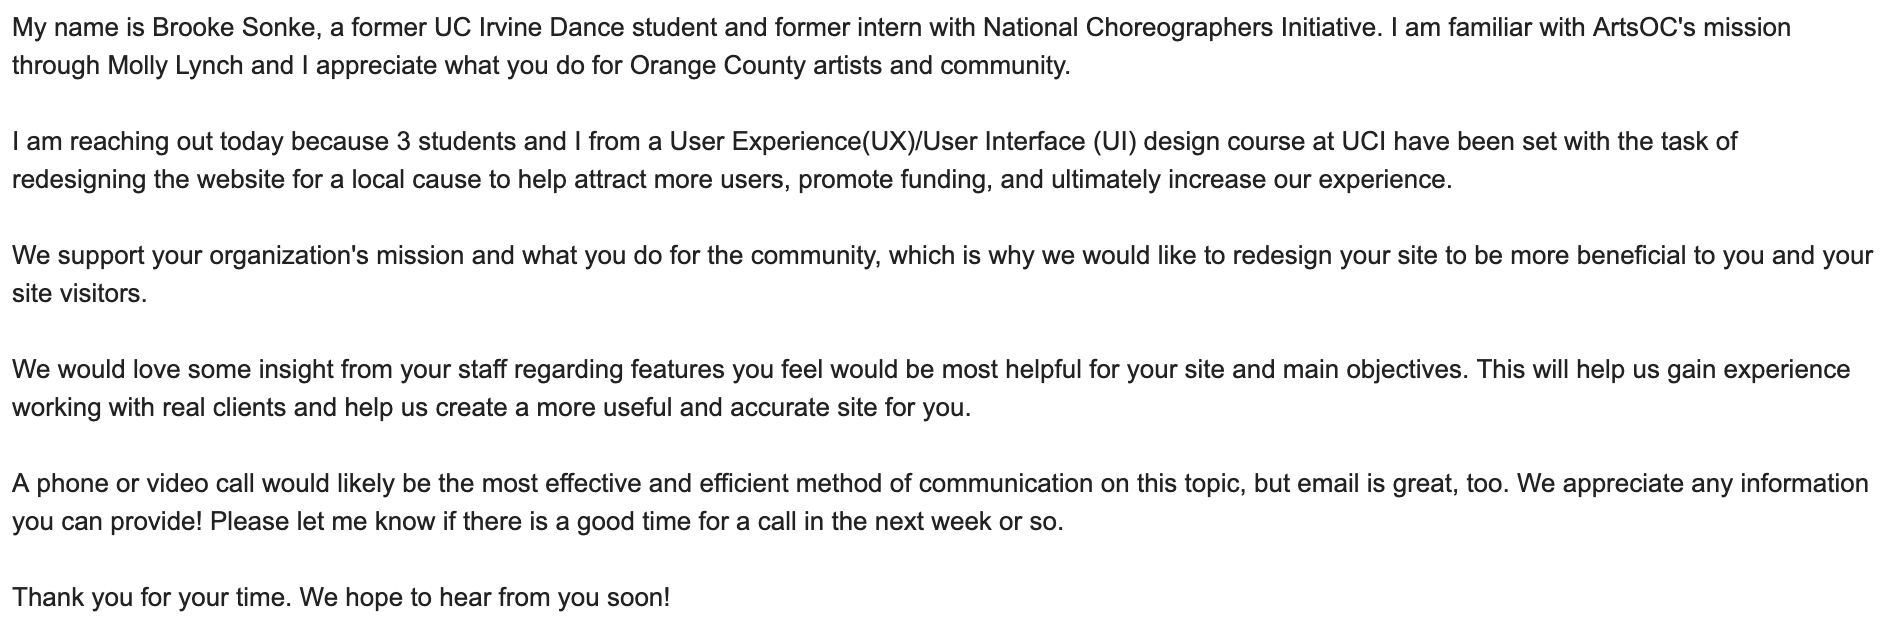 My name is Brooke Sonke, a former UC Irvine Dance student and former intern with National Choreographers Initiative. I am familiar with ArtsOC's mission
through Molly Lynch and I appreciate what you do for Orange County artists and community.
I am reaching out today because 3 students and I from a User Experience(UX)/User Interface (UI) design course at UCI have been set with the task of
redesigning the website for a local cause to help attract more users, promote funding, and ultimately increase our experience.
We support your organization's mission and what you do for the community, which is why we would like to redesign your site to be more beneficial to you and your
site visitors.
We would love some insight from your staff regarding features you feel would be most helpful for your site and main objectives. This will help us gain experience
working with real clients and help us create a more useful and accurate site for you.
A phone or video call would likely be the most effective and efficient method of communication on this topic, but email is great, too. We appreciate any information
you can provide! Please let me know if there is a good time for a call in the next week or so.
Thank you for your time. We hope to hear from you soon!